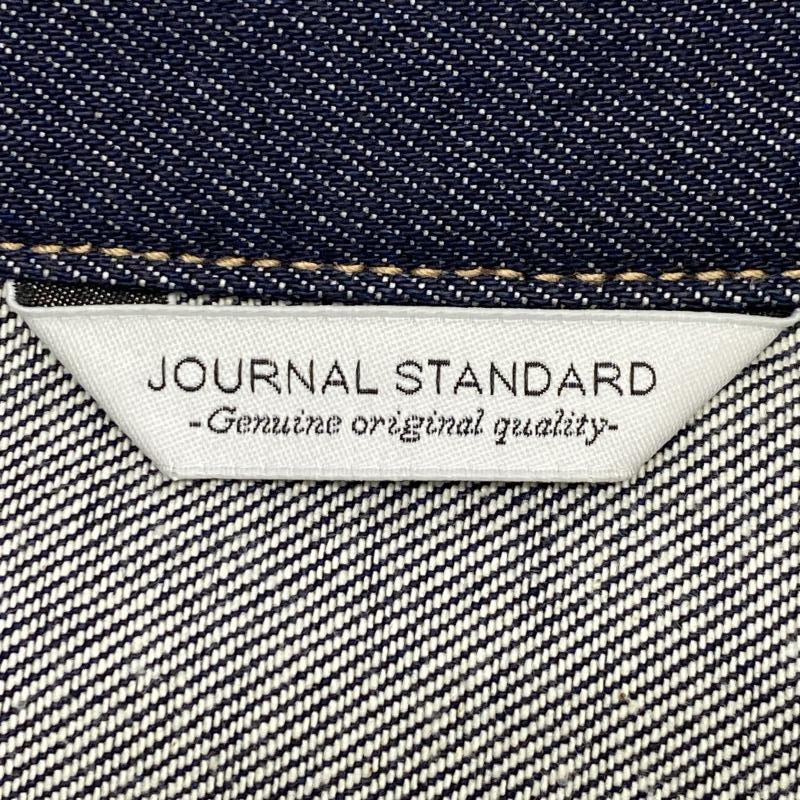 JOURNAL STANDARD
-Genuine original quality-